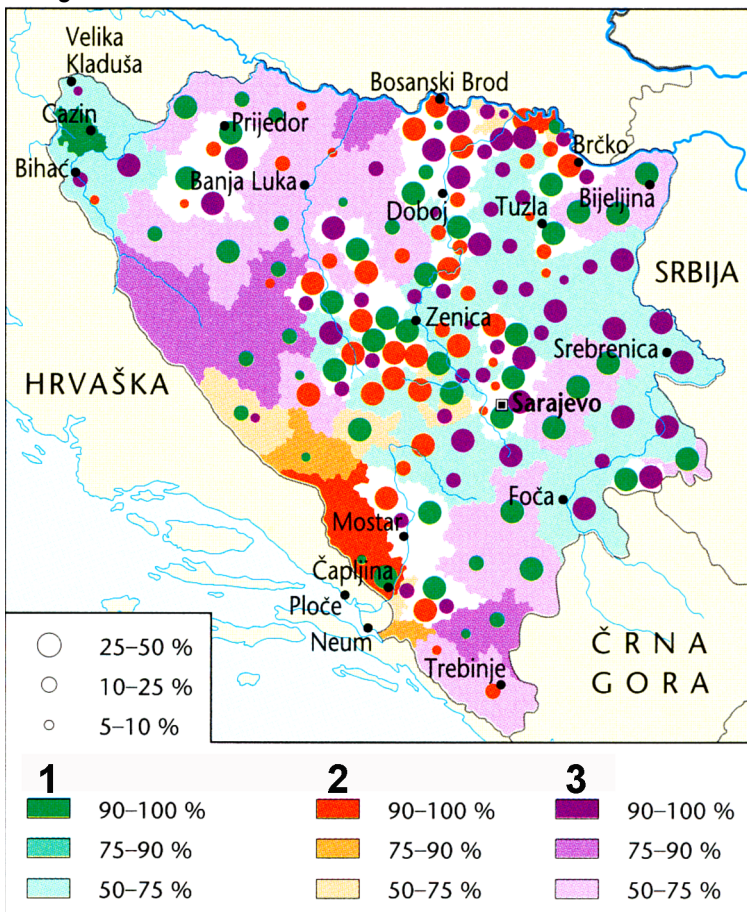 Velika
Kladuša
Cazin
Bihać
Prijedor
Banja Luka
Bosanski Brod
Brčko
Doboj
Tuzla
Bijeljina
SRBIJA
Zenica
Srebrenica
HRVAŠKA
Sarajevo
Foča
Mostar
Čapljina
Ploče
Neum
Trebinje
ČRNA
GORA
25–50 %
10–25 %
5–10 %
1 2 3
90–100 % 90–100 % 90–100 %
75–90 % 75–90 % 75–90 %
50–75 % 50–75 % 50–75 %